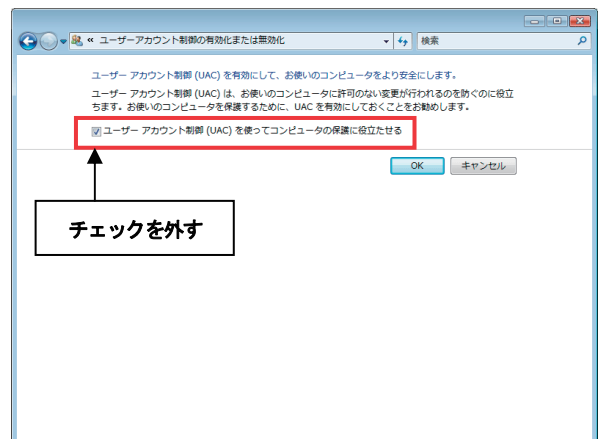 « ユーザーアカウント制御の有効化または無効化
検索
ユーザー アカウント制御 (UAC) を有効にして、お使いのコンピュータをより安全にします。
ユーザー アカウント制御 (UAC) は、お使いのコンピュータに許可のない変更が行われるのを防ぐのに役立
ちます。お使いのコンピュータを保護するために、UAC を有効にしておくことをお勧めします。
ユーザー アカウント制御 (UAC) を使ってコンピュータの保護に役立たせる
OK
キャンセル
チェックを外す